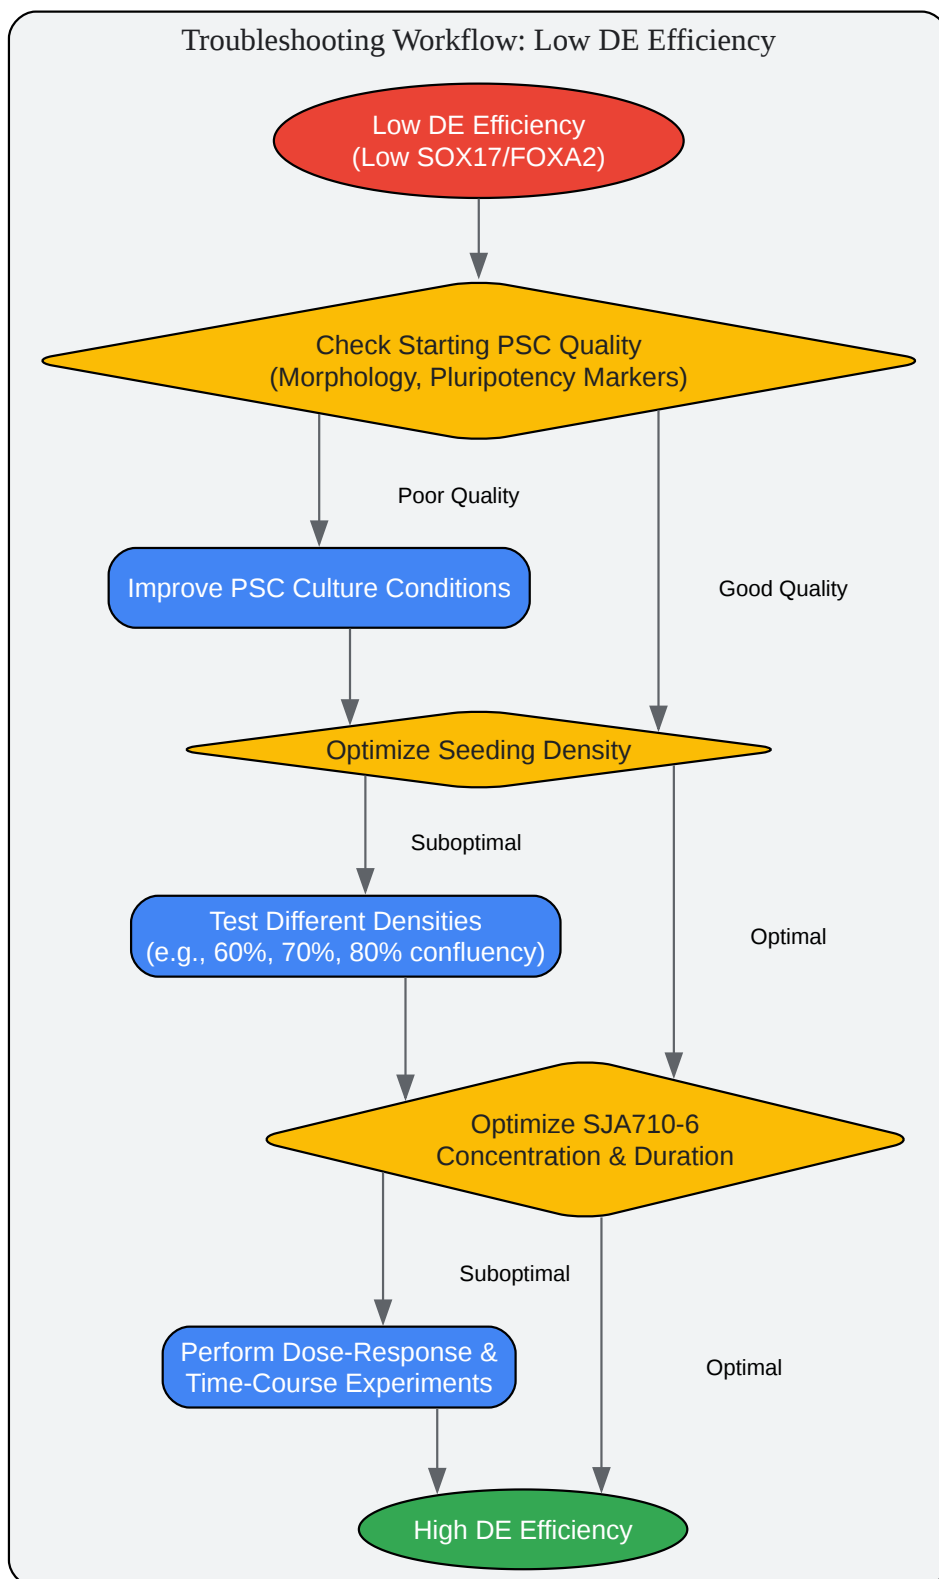 Troubleshooting Workflow: Low DE Efficiency
Low DE Efficiency
(Low SOX17/FOXA2)
Check Starting PSC Quality
(Morphology, Pluripotency Markers)
Poor Quality
Improve PSC Culture Conditions
Good Quality
Optimize Seeding Density
Suboptimal
Test Different Densities
(e.g., 60%, 70%, 80% confluency)
Optimal
Optimize SJA710-6
Concentration & Duration
Suboptimal
Perform Dose-Response &
Time-Course Experiments
Optimal
High DE Efficiency